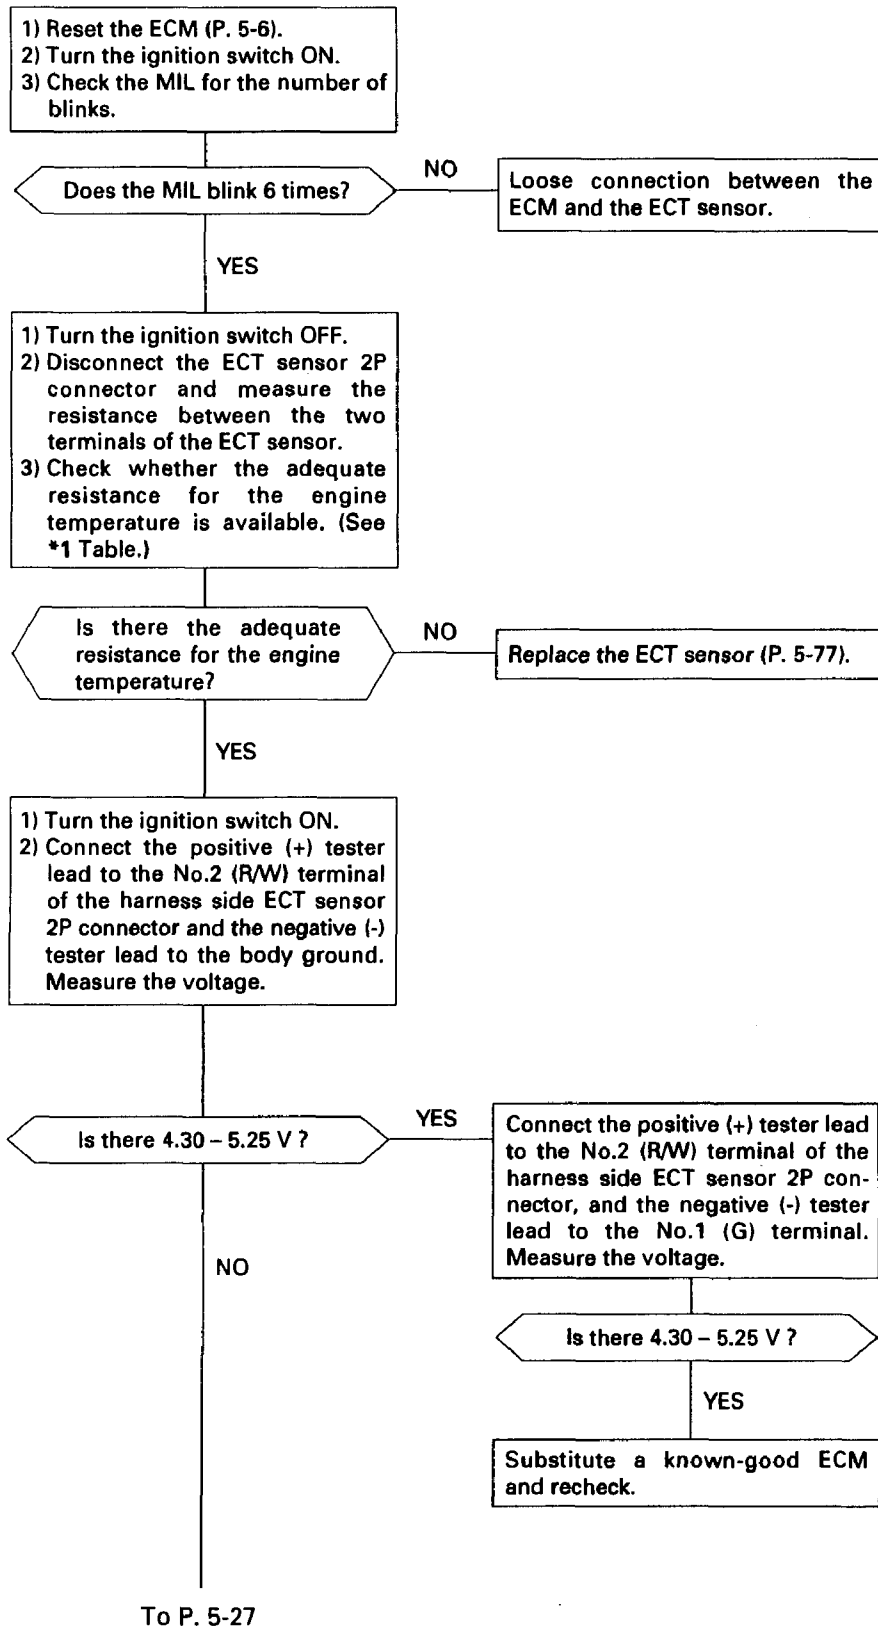 1) Reset the ECM (P. 5-6).
2) Turn the ignition switch ON.
3) Check the MIL for the number of
blinks.
Does the MIL blink 6 times?
NO
Loose connection between the
ECM and the ECT sensor.
YES
1) Turn the ignition switch OFF.
2) Disconnect the ECT sensor 2P
connector and measure the
resistance between the two
terminals of the ECT sensor.
3) Check whether the adequate
resistance for the engine
temperature is available. (See
*1 Table.)
Is there the adequate
resistance for the engine
temperature?
NO
Replace the ECT sensor (P. 5-77).
YES
1) Turn the ignition switch ON.
2) Connect the positive (+) tester
lead to the No.2 (R/W) terminal
of the harness side ECT sensor
2P connector and the negative (-)
tester lead to the body ground.
Measure the voltage.
Is there 4.30 – 5.25 V ?
YES
Connect the positive (+) tester lead
to the No.2 (R/W) terminal of the
harness side ECT sensor 2P con-
nector, and the negative (-) tester
lead to the No.1 (G) terminal.
Measure the voltage.
NO
Is there 4.30 – 5.25 V ?
YES
Substitute a known-good ECM
and recheck.
To P. 5-27